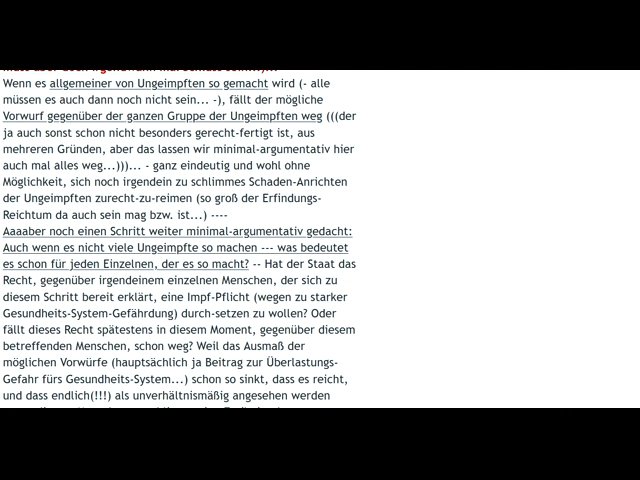 Wenn es allgemeiner von Ungeimpften so gemacht wird (- alle
müssen es auch dann noch nicht sein... -), fällt der mögliche
Vorwurf gegenüber der ganzen Gruppe der Ungeimpften weg (((der
ja auch sonst schon nicht besonders gerecht-fertigt ist, aus
mehreren Gründen, aber das lassen wir minimal-argumentativ hier
auch mal alles weg...)))... - ganz eindeutig und wohl ohne
Möglichkeit, sich noch irgendein zu schlimmes Schaden-Anrichten
der Ungeimpften zurecht-zu-reimen (so groß der Erfindungs-
Reichtum da auch sein mag bzw. ist...) ----
Aaaaber noch einen Schritt weiter minimal-argumentativ gedacht:
Auch wenn es nicht viele Ungeimpfte so machen --- was bedeutet
es schon für jeden Einzelnen, der es so macht? -- Hat der Staat das
Recht, gegenüber irgendeinem einzelnen Menschen, der sich zu
diesem Schritt bereit erklärt, eine Impf-Pflicht (wegen zu starker
Gesundheits-System-Gefährdung) durch-setzen zu wollen? Oder
fällt dieses Recht spätestens in diesem Moment, gegenüber diesem
betreffenden Menschen, schon weg? Weil das Ausmaß der
möglichen Vorwürfe (hauptsächlich ja Beitrag zur Überlastungs-
Gefahr fürs Gesundheits-System...) schon so sinkt, dass es reicht,
und dass endlich(!!!) als unverhältnismäßig angesehen werden